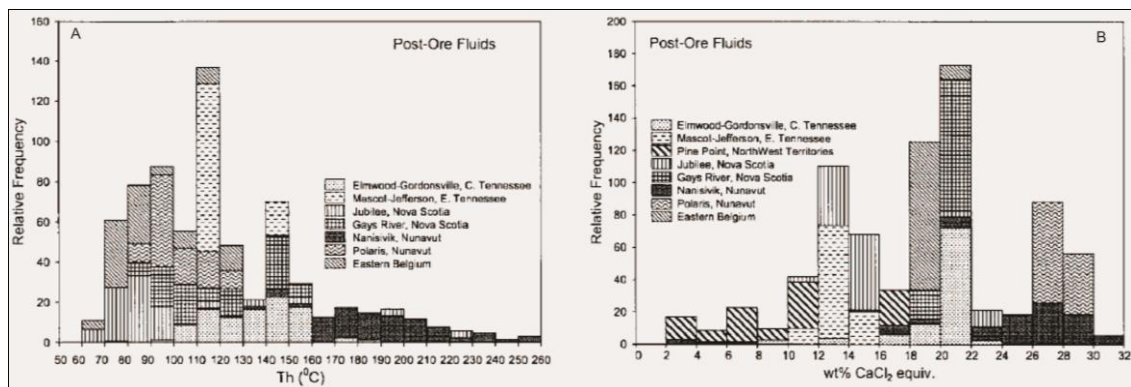 A
Post-Ore Fluids
160
140
120
100
80
60
40
20
0
Relative Frequency
Elmwood-Gordonsville, C. Tennessee
Mascot-Jefferson, E. Tennessee
Jubilee, Nova Scotia
Gays River, Nova Scotia
Nanisivik, Nunavut
Polaris, Nunavut
Eastern Belgium
50 60 70 80 90 100 110 120 130 140 150 160 170 180 190 200 210 220 230 240 250 260
Th (⁰C)
B
Post-Ore Fluids
200
180
160
140
120
100
80
60
40
20
0
Relative Frequency
Elmwood-Gordonsville, C. Tennessee
Mascot-Jefferson, E. Tennessee
Pine Point, NorthWest Territories
Jubilee, Nova Scotia
Gays River, Nova Scotia
Nanisivik, Nunavut
Polaris, Nunavut
Eastern Belgium
0 2 4 6 8 10 12 14 16 18 20 22 24 26 28 30 32
wt% CaCl₂ equiv.